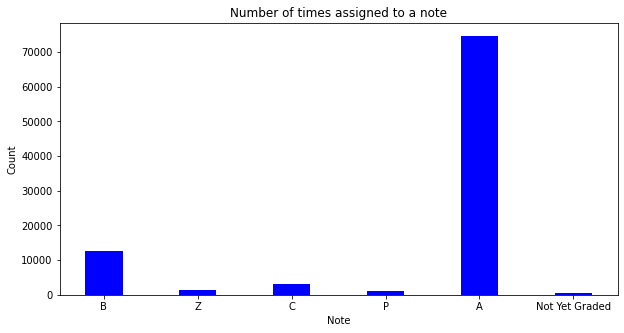 Number of times assigned to a note
Count
70000
60000
50000
40000
30000
20000
10000
0
B Z C P A Not Yet Graded
Note